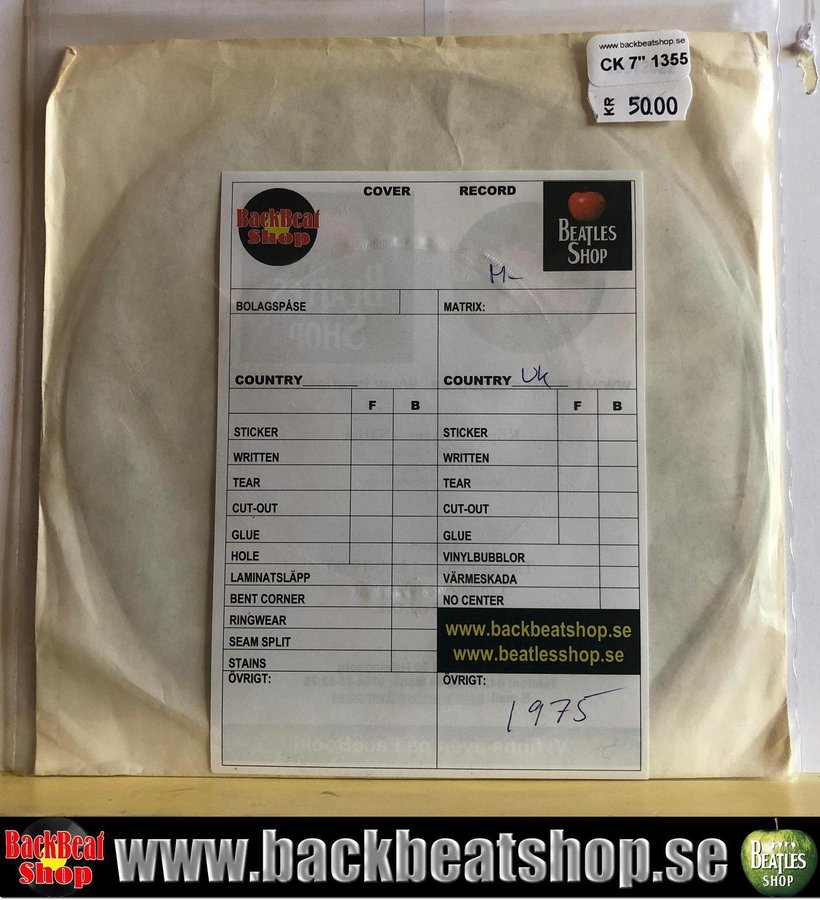 www.backbeatshop.se
CK 7" 1355
KR 50.00
COVER RECORD
BackBeat
Shop
BEATLES
SHOP
M-
BOLAGSPÅSE MATRIX:
COUNTRY______ COUNTRY UK
F B F B
STICKER STICKER
WRITTEN WRITTEN
TEAR TEAR
CUT-OUT CUT-OUT
GLUE GLUE
HOLE VINYLBUBBLOR
LAMINATSLÄPP VÄRMESKADA
BENT CORNER NO CENTER
RINGWEAR
www.backbeatshop.se
SEAM SPLIT
www.beatlesshop.se
STAINS
ÖVRIGT: ÖVRIGT:
1975
BackBeat
Shop
www.backbeatshop.se
BEATLES
SHOP